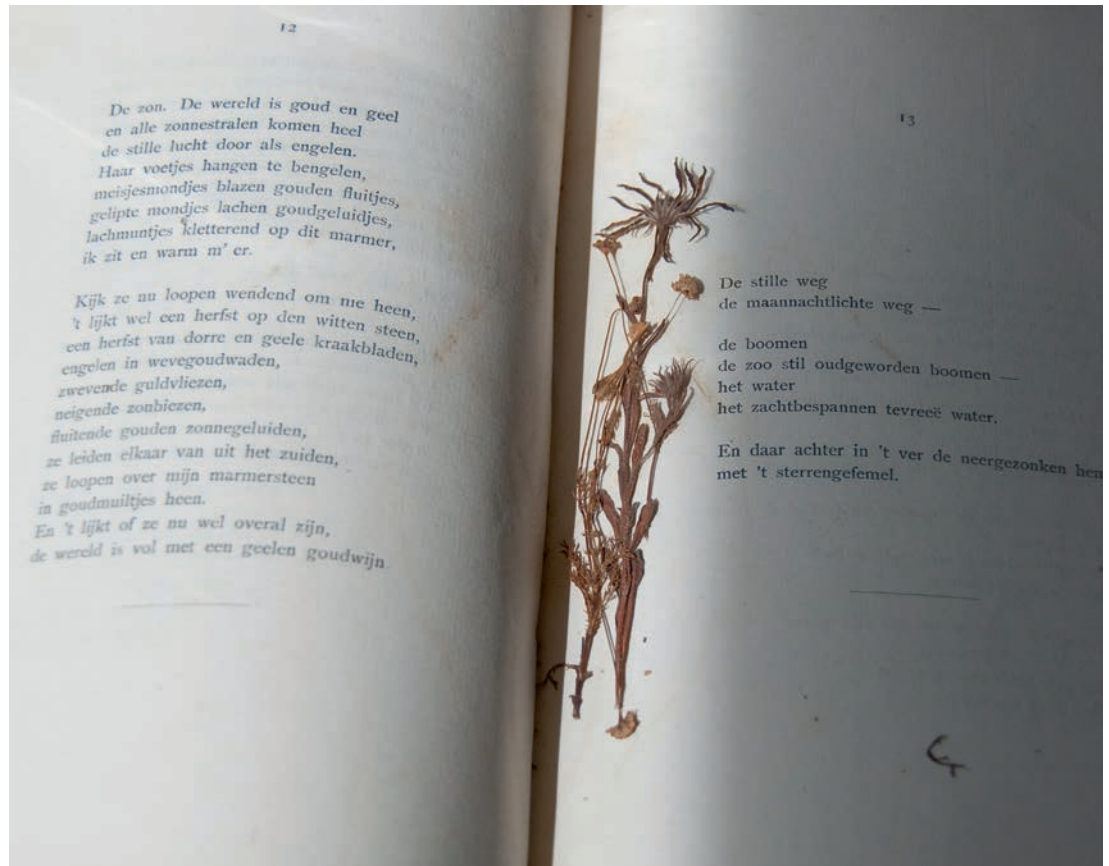 12
De zon. De wereld is goud en geel
en alle zonnestralen komen heel
de stille lucht door als engelen.
Haar voetjes hangen te bengelen,
meisjesmondjes blazen gouden fluitjes,
gelipte mondjes lachen goudgeluidjes,
lachmuntjes kletterend op dit marmer,
ik zit en warm m' er.
Kijk ze nu loopen wendend om me heen,
't lijkt wel een herfst op den witten steen,
een herfst van dorre en geele kraakbladen,
engelen in wevegoudwaden,
zwevende guldvliezen,
neigende zonbiezen,
fluitende gouden zonnegeluiden,
ze leiden elkaar van uit het zuiden,
ze loopen over mijn marmersteen
in goudmuiltjes heen.
En 't lijkt of ze nu wel overal zijn,
de wereld is vol met een geelen goudwijn
13
De stille weg
de maannachtlichte weg —
de boomen
de zoo stil oudgeworden boomen —
het water
het zachtbespannen tevreeë water.
En daar achter in 't ver de neergezonken
met 't sterrengefemel.